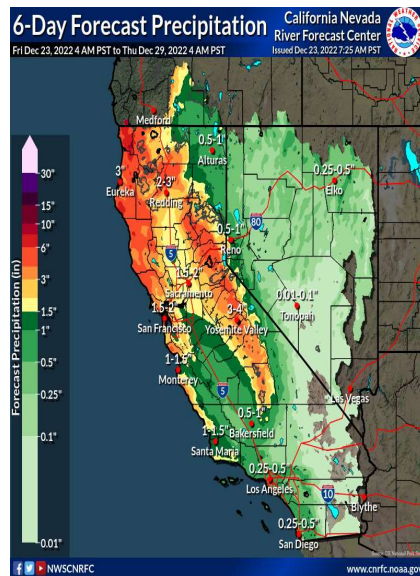 6-Day Forecast Precipitation
Fri Dec 23, 2022 4 AM PST to Thu Dec 29, 2022 4 AM PST
California Nevada
River Forecast Center
Issued Dec 23, 2022 7:25 AM PST
Medford
0.5-1"
Alturas
3"
Eureka
2-3"
Redding
0.25-0.5"
Elko
80
0.5-1"
Reno
5
1.5-2"
Sacramento
1.5-2"
San Francisco
3-4"
Yosemite Valley
0.01-0.1"
Tonopah
1-1.5"
Monterey
5
Las Vegas
0.5-1"
Bakersfield
1-1.5"
Santa Maria
0.25-0.5"
Los Angeles
10
Blythe
0.25-0.5"
San Diego
Forecast Precipitation (in)
30"
15"
10"
6"
3"
1.5"
1"
0.5"
0.25"
0.1"
0.01"
NWSCNRFC
www.cnrfc.noaa.gov